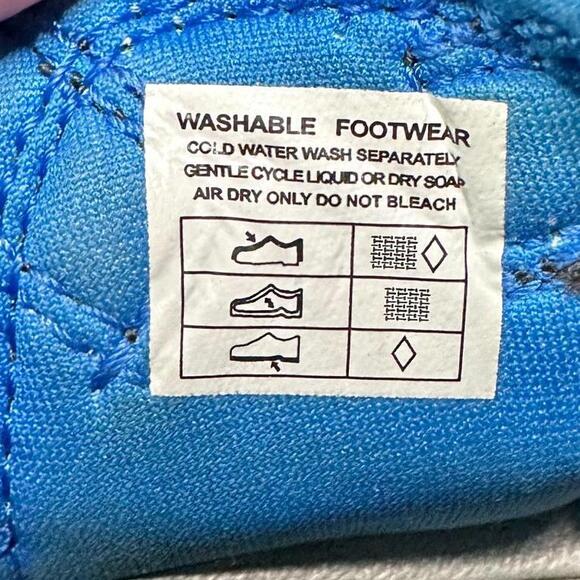 WASHABLE FOOTWEAR
COLD WATER WASH SEPARATELY
GENTLE CYCLE LIQUID OR DRY SOAP
AIR DRY ONLY DO NOT BLEACH